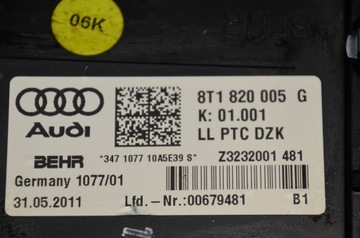 06K
Audi
8T1 820 005 G
K: 01.001
LL PTC DZK
BEHR
*347 1077 10A5E39 S*
Z3232001 481
Germany 1077/01
31.05.2011
Lfd.-Nr:00679481
B1